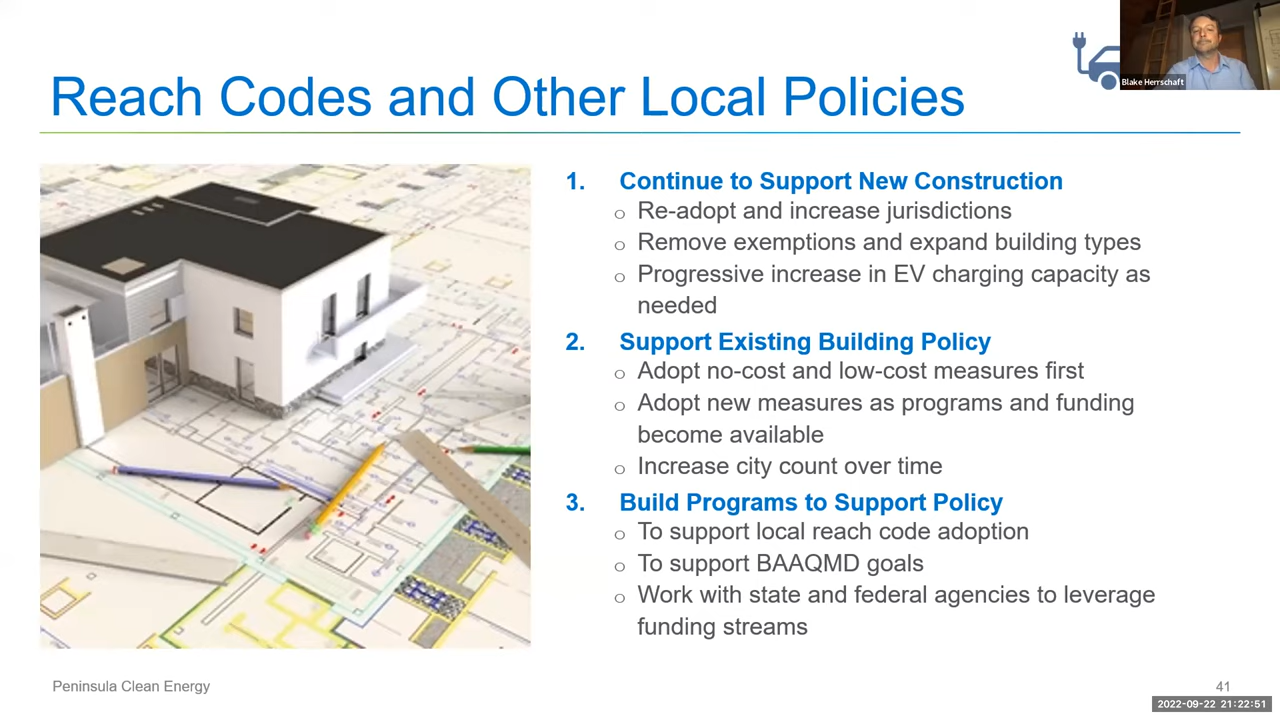 Blake Herrschaft
Reach Codes and Other Local Policies
1. Continue to Support New Construction
o Re-adopt and increase jurisdictions
o Remove exemptions and expand building types
o Progressive increase in EV charging capacity as
needed
2. Support Existing Building Policy
o Adopt no-cost and low-cost measures first
o Adopt new measures as programs and funding
become available
o Increase city count over time
3. Build Programs to Support Policy
o To support local reach code adoption
o To support BAAQMD goals
o Work with state and federal agencies to leverage
funding streams
Peninsula Clean Energy
41
2022-09-22 21:22:51